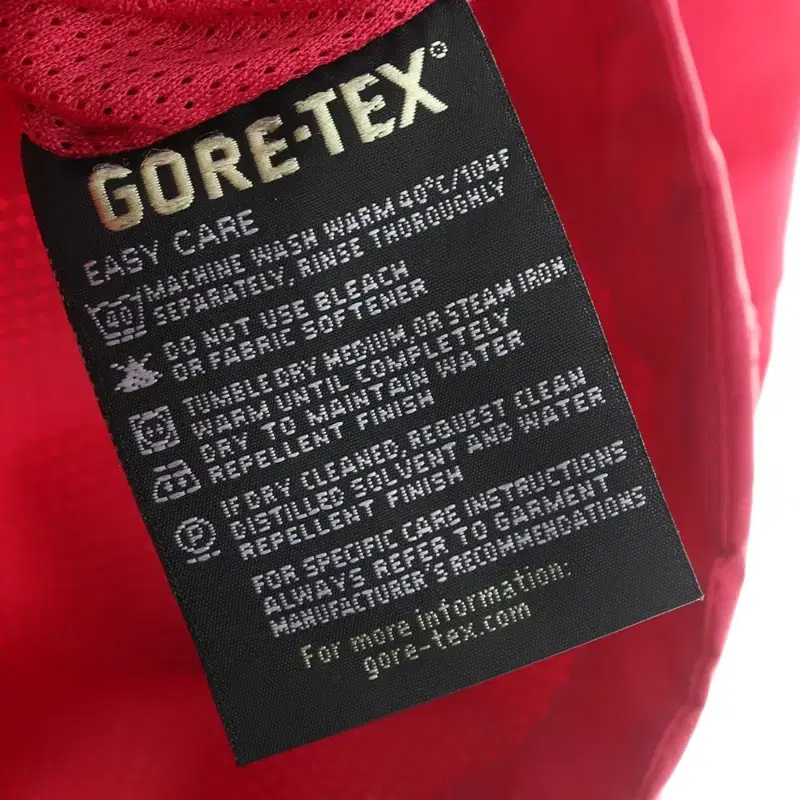 GORE-TEX®
EASY CARE
40
MACHINE WASH WARM 40°C/104F
SEPARATELY, RINSE THOROUGHLY
DO NOT USE BLEACH
OR FABRIC SOFTENER
TUMBLE DRY MEDIUM OR STEAM IRON
WARM UNTIL COMPLETELY
DRY TO MAINTAIN WATER
REPELLENT FINISH
P
IF DRY CLEANED, REQUEST CLEAN
DISTILLED SOLVENT AND WATER
REPELLENT FINISH
FOR SPECIFIC CARE INSTRUCTIONS
ALWAYS REFER TO GARMENT
MANUFACTURER'S RECOMMENDATIONS
For more information:
gore-tex.com